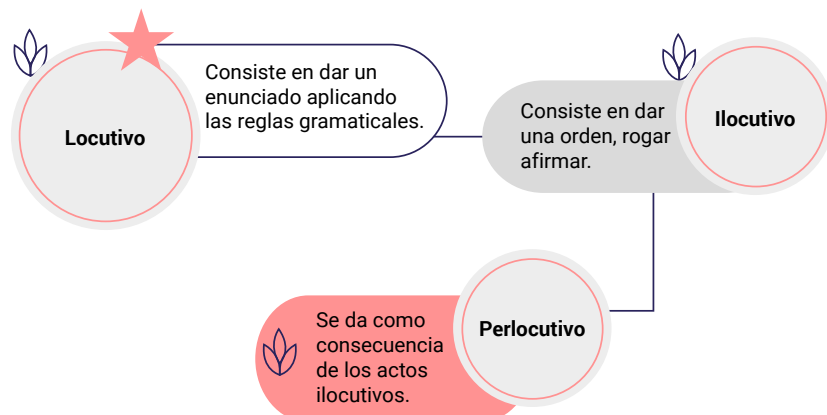 Locutivo
Consiste en dar un
enunciado aplicando
las reglas gramaticales.
Consiste en dar
una orden, rogar
afirmar.
Ilocutivo
Se da como
consecuencia
de los actos
ilocutivos.
Perlocutivo